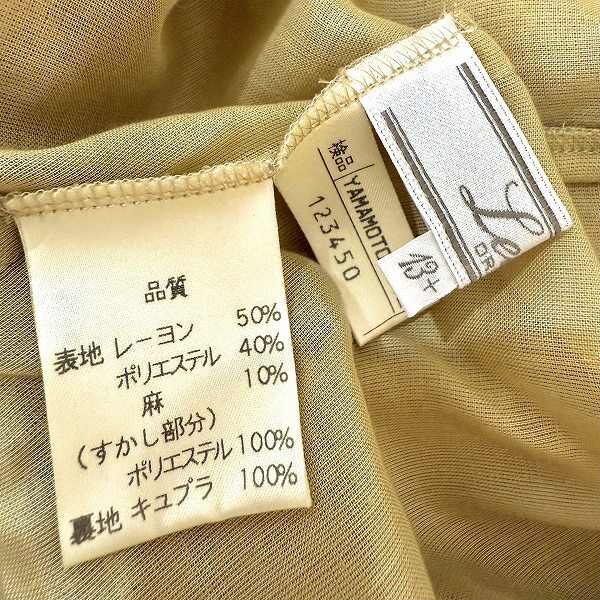 品質
表地 レーヨン 50%
ポリエステル 40%
麻 10%
(すかし部分)
ポリエステル 100%
裏地 キュプラ 100%
検品
YAMAMOTO
123450
13+